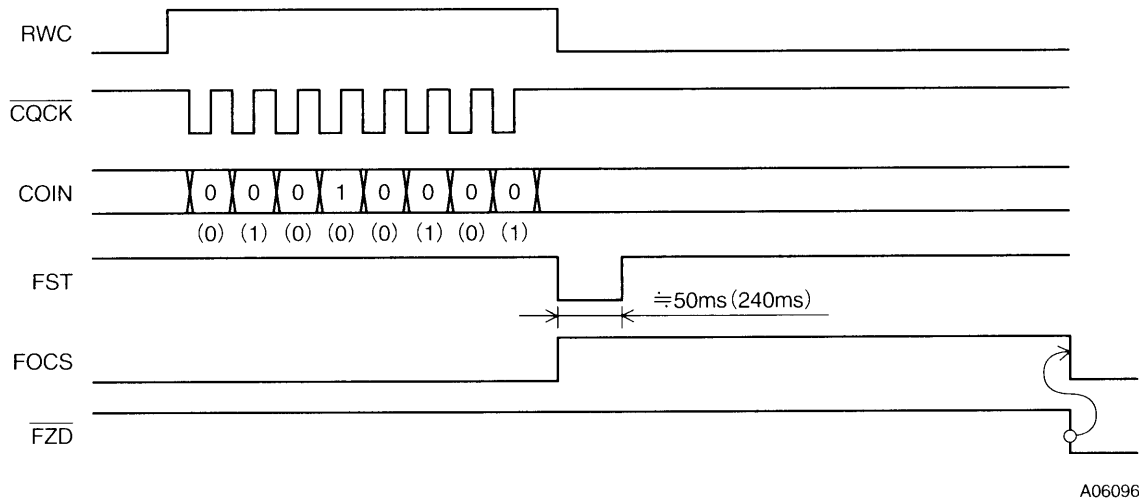 RWC
CQCK
COIN 0 0 0 1 0 0 0 0
(0) (1) (0) (0) (0) (1) (0) (1)
FST
≒50ms(240ms)
FOCS
FZD
A06096